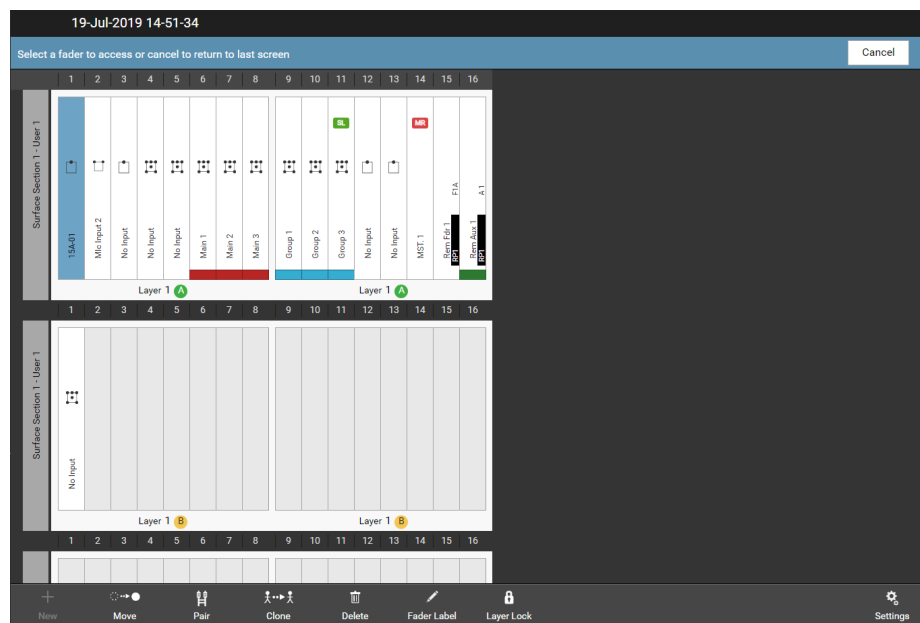 19-Jul-2019 14-51-34
Select a fader to access or cancel to return to last screen
Cancel
1 2 3 4 5 6 7 8 9 10 11 12 13 14 15 16
Surface Section 1 - User 1
SL
MR
15A-01
Mic Input 2
No Input
No Input
No Input
Main 1
Main 2
Main 3
Group 1
Group 2
Group 3
No Input
No Input
MST. 1
Rem Fdr 1
RP1
F1A
Rem Aux 1
RP1
A 1
Layer 1 A
Layer 1 A
1 2 3 4 5 6 7 8 9 10 11 12 13 14 15 16
Surface Section 1 - User 1
No Input
Layer 1 B
Layer 1 B
1 2 3 4 5 6 7 8 9 10 11 12 13 14 15 16
New
Move
Pair
Clone
Delete
Fader Label
Layer Lock
Settings